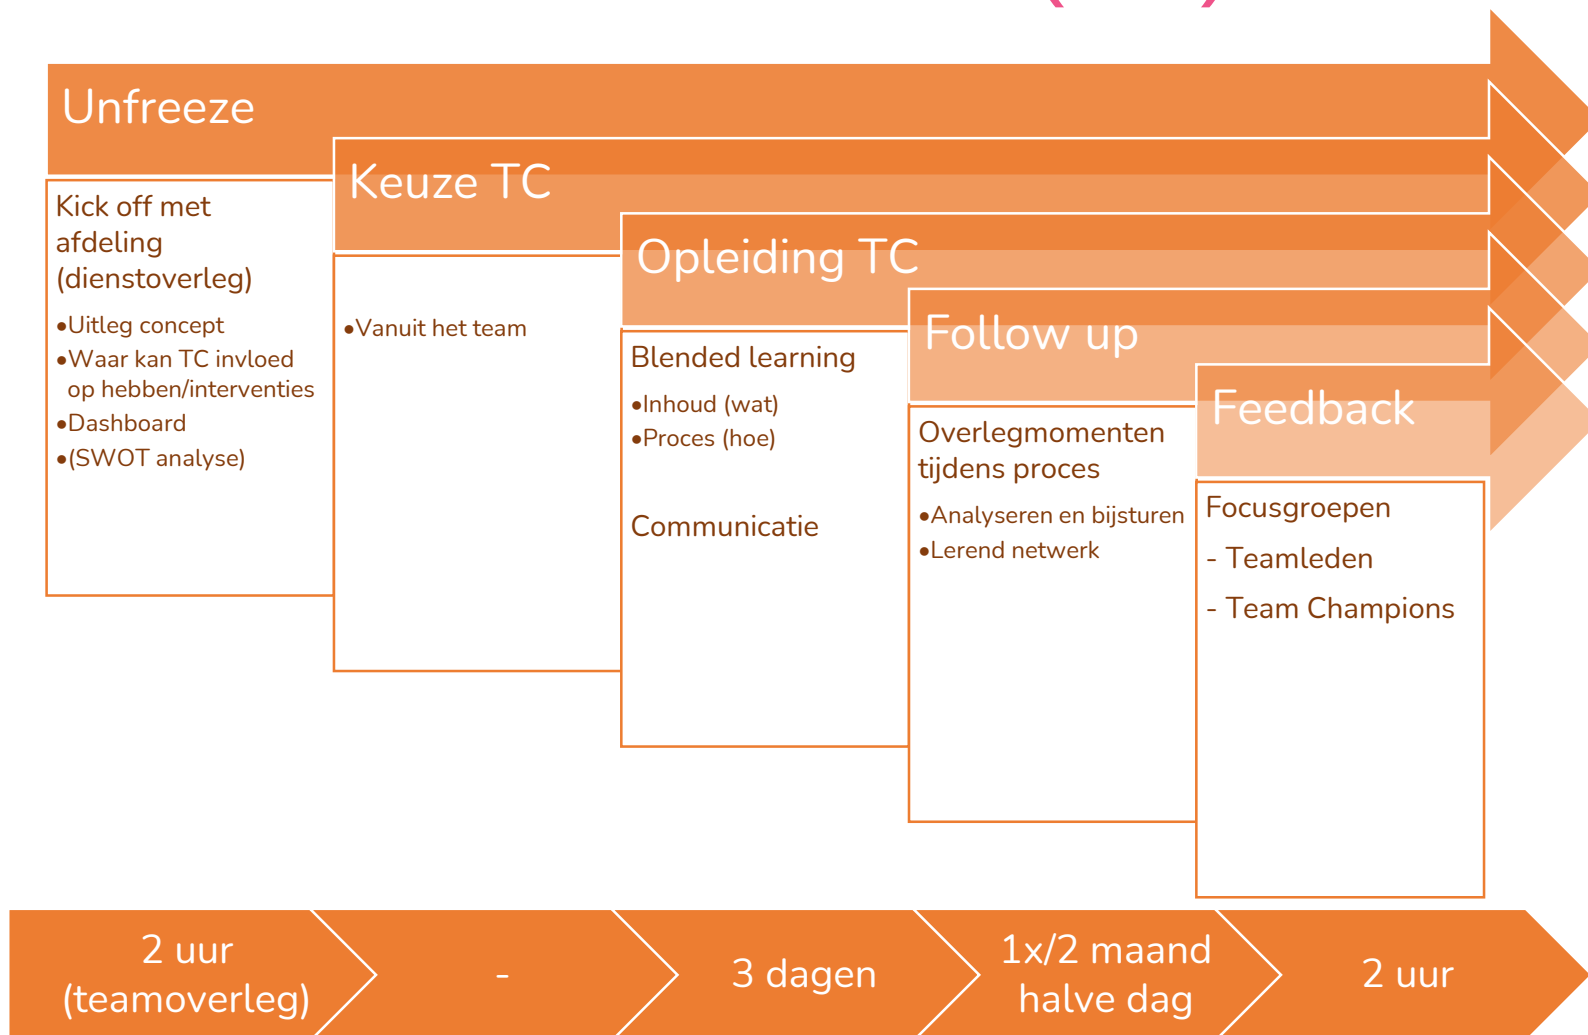 Unfreeze
Kick off met
afdeling
(dienstoverleg)
•Uitleg concept
•Waar kan TC invloed
op hebben/interventies
•Dashboard
•(SWOT analyse)
Keuze TC
•Vanuit het team
Opleiding TC
Blended learning
•Inhoud (wat)
•Proces (hoe)
Communicatie
Follow up
Overlegmomenten
tijdens proces
•Analyseren en bijsturen
•Lerend netwerk
Feedback
Focusgroepen
- Teamleden
- Team Champions
2 uur
(teamoverleg)
-
3 dagen
1x/2 maand
halve dag
2 uur